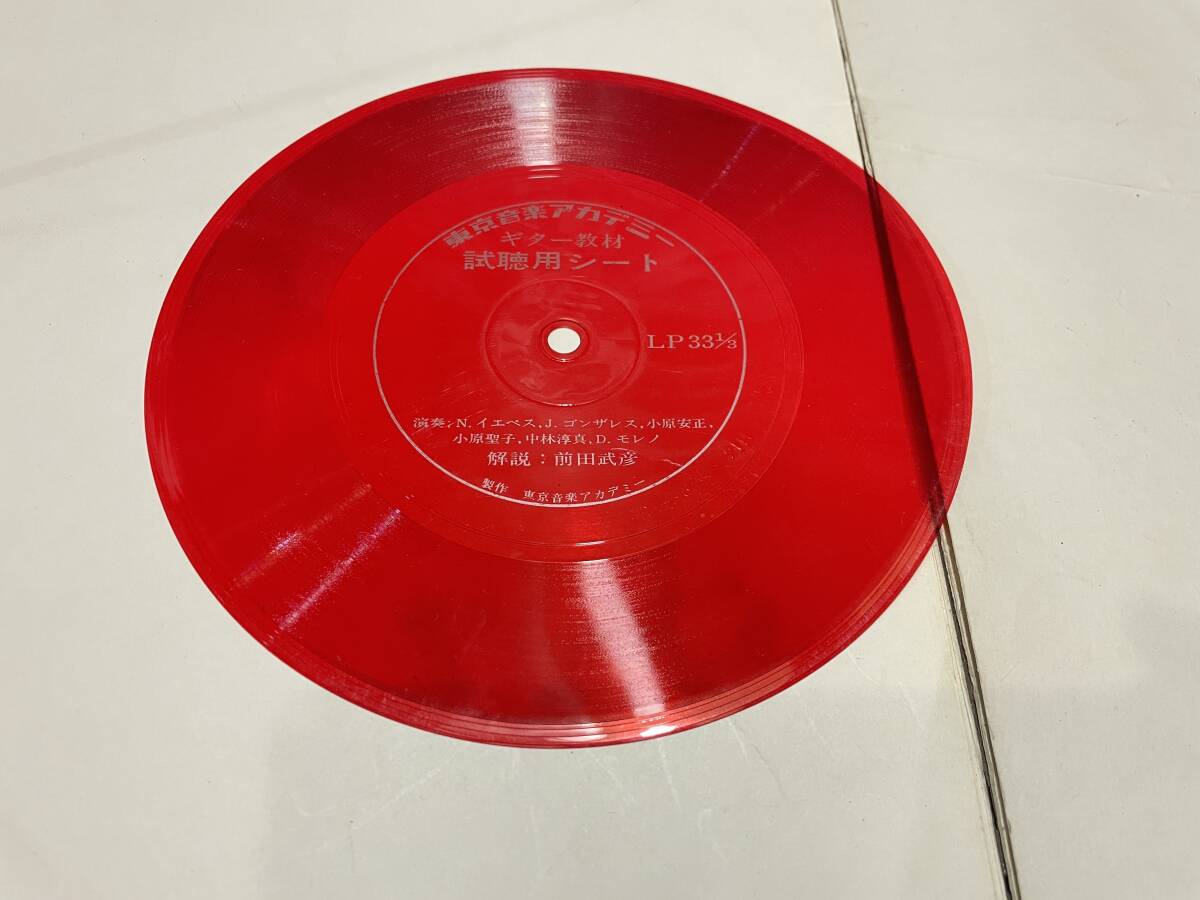 東京音楽アカデミー
ギター教材
試聴用シート
LP 33⅓
演奏:N. イエペス,J. ゴンザレス,小原安正,
小原聖子,中林淳真,D. モレノ
解説:前田武彦
製作 東京音楽アカデミー